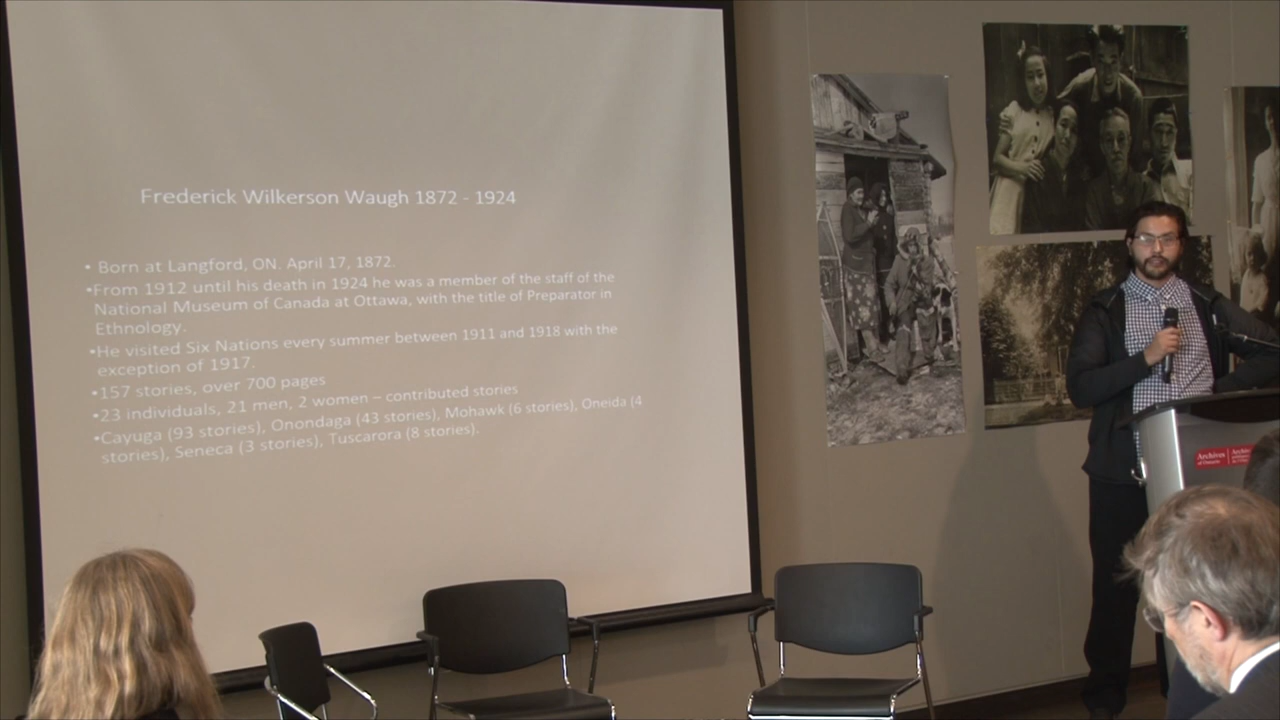 Frederick Wilkerson Waugh 1872 - 1924
• Born at Langford, ON, April 17, 1872.
•From 1912 until his death in 1924 he was a member of the staff of the
National Museum of Canada at Ottawa, with the title of Preparator in
Ethnology.
•He visited Six Nations every summer between 1911 and 1918 with the
exception of 1917.
•157 stories, over 700 pages
•23 individuals, 21 men, 2 women – contributed stories
•Cayuga (93 stories), Onondaga (43 stories), Mohawk (6 stories), Oneida (4
stories), Seneca (3 stories), Tuscarora (8 stories).
Archives
of Ontario